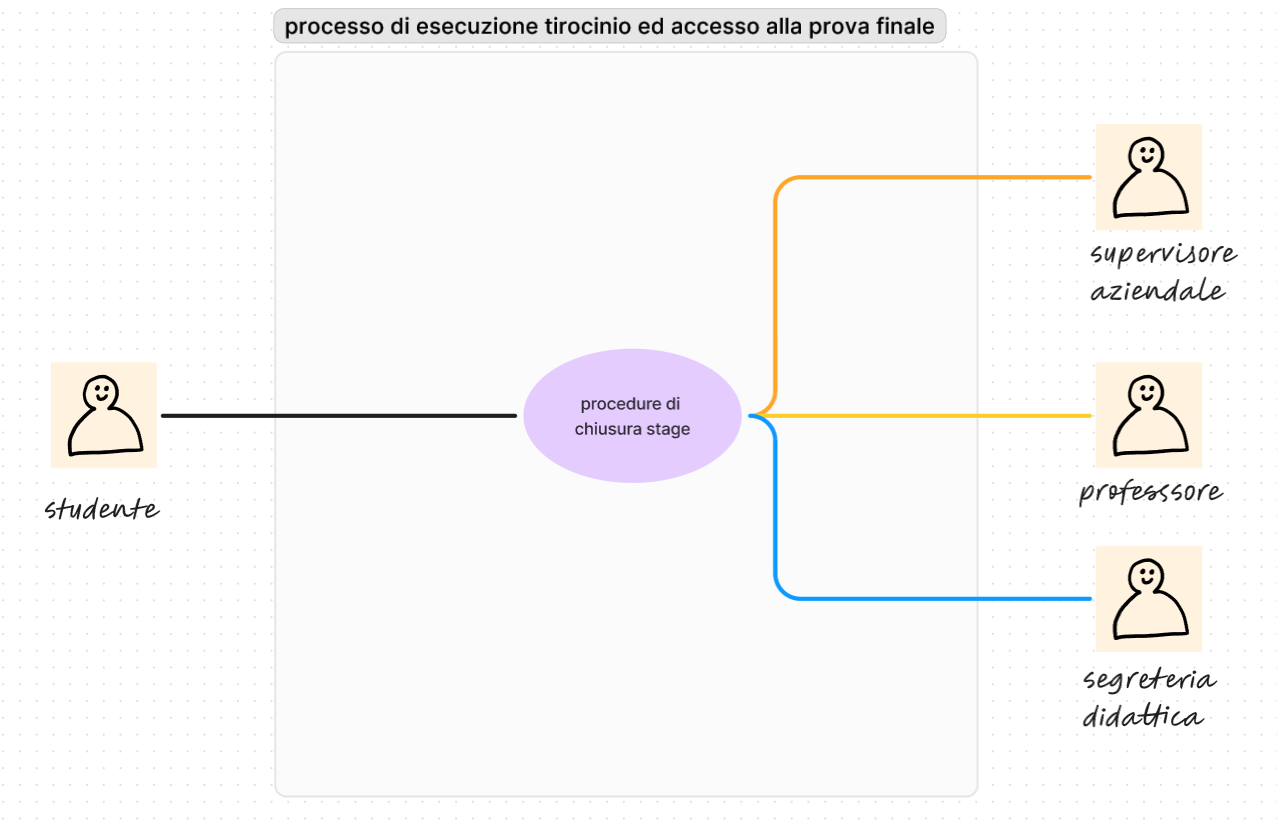 processo di esecuzione tirocinio ed accesso alla prova finale
supervisore
aziendale
procedure di
chiusura stage
studente
professsore
segreteria
didattica